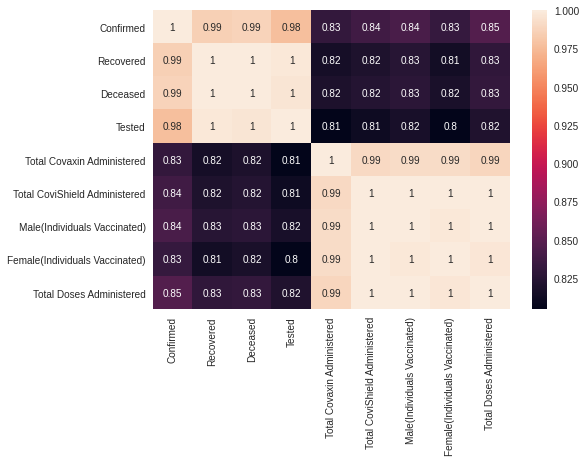 Confirmed 1 0.99 0.99 0.98 0.83 0.84 0.84 0.83 0.85
Recovered 0.99 1 1 1 0.82 0.82 0.83 0.81 0.83
Deceased 0.99 1 1 1 0.82 0.82 0.83 0.82 0.83
Tested 0.98 1 1 1 0.81 0.81 0.82 0.8 0.82
Total Covaxin Administered 0.83 0.82 0.82 0.81 1 0.99 0.99 0.99 0.99
Total CoviShield Administered 0.84 0.82 0.82 0.81 0.99 1 1 1 1
Male(Individuals Vaccinated) 0.84 0.83 0.83 0.82 0.99 1 1 1 1
Female(Individuals Vaccinated) 0.83 0.81 0.82 0.8 0.99 1 1 1 1
Total Doses Administered 0.85 0.83 0.83 0.82 0.99 1 1 1 1
Confirmed
Recovered
Deceased
Tested
Total Covaxin Administered
Total CoviShield Administered
Male(Individuals Vaccinated)
Female(Individuals Vaccinated)
Total Doses Administered
1.000
0.975
0.950
0.925
0.900
0.875
0.850
0.825